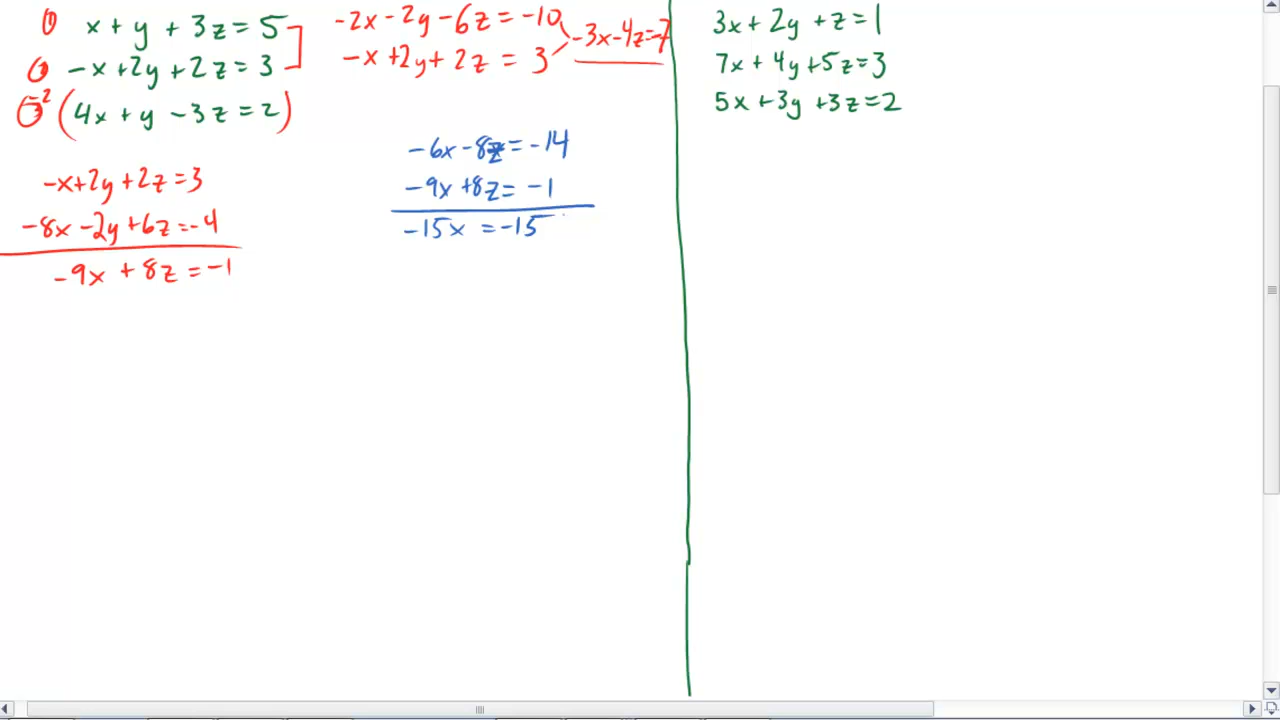 ① x + y + 3z = 5
① -x + 2y + 2z = 3
-2 (4x + y - 3z = 2)
-x + 2y + 2z = 3
-8x - 2y + 6z = -4
-9x + 8z = -1
-2x - 2y - 6z = -10
-x + 2y + 2z = 3
-3x - 4z = -7
-6x - 8z = -14
-9x + 8z = -1
-15x = -15
3x + 2y + z = 1
7x + 4y + 5z = 3
5x + 3y + 3z = 2